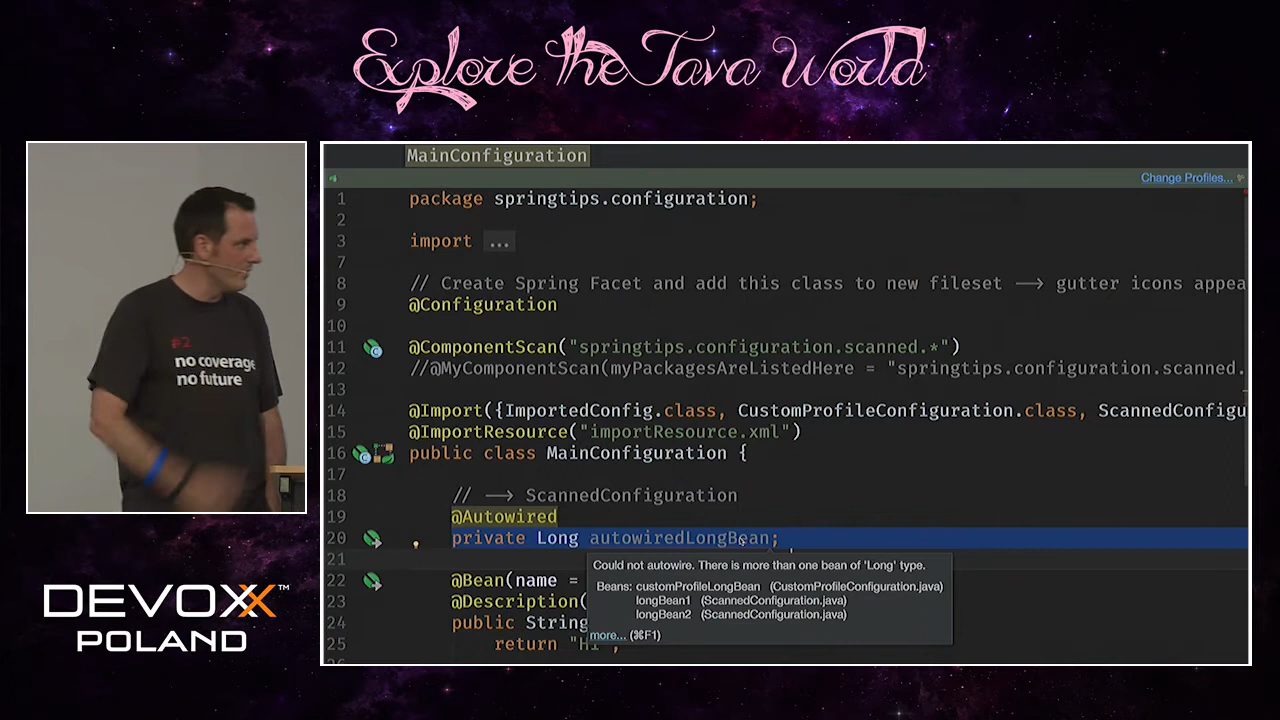 Explore the Java World
#2
no coverage
no future
DEVOXX™
POLAND
MainConfiguration
Change Profiles...
1 package springtips.configuration;
2
3 import ...
7
8 // Create Spring Facet and add this class to new fileset —> gutter icons appea
9 @Configuration
10
11 @ComponentScan("springtips.configuration.scanned.*")
12 //@MyComponentScan(myPackagesAreListedHere = "springtips.configuration.scanned.
13
14 @Import({ImportedConfig.class, CustomProfileConfiguration.class, ScannedConfigu
15 @ImportResource("importResource.xml")
16 public class MainConfiguration {
17
18 // —> ScannedConfiguration
19 @Autowired
20 private Long autowiredLongBean;
21
22 @Bean(name =
23 @Description(
24 public String
25 return "Hi";
Could not autowire. There is more than one bean of 'Long' type.
Beans: customProfileLongBean (CustomProfileConfiguration.java)
longBean1 (ScannedConfiguration.java)
longBean2 (ScannedConfiguration.java)
more... (⌘F1)